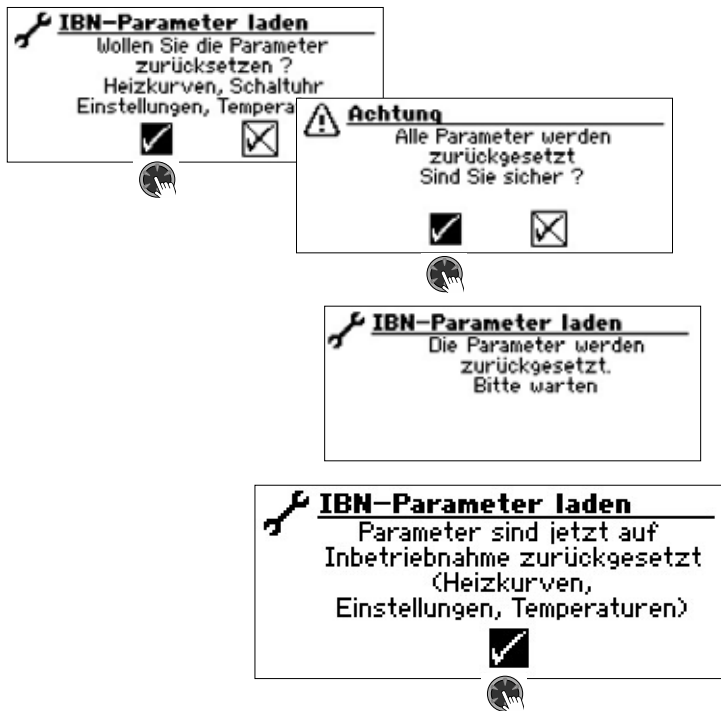 IBN-Parameter laden
Wollen Sie die Parameter
zurücksetzen ?
Heizkurven, Schaltuhr
Einstellungen,
Achtung
Alle Parameter werden
zurückgesetzt
Sind Sie sicher ?
IBN-Parameter laden
Die Parameter werden
zurückgesetzt.
Bitte warten
IBN-Parameter laden
Parameter sind jetzt auf
Inbetriebnahme zurückgesetzt
(Heizkurven,
Einstellungen, Temperaturen)